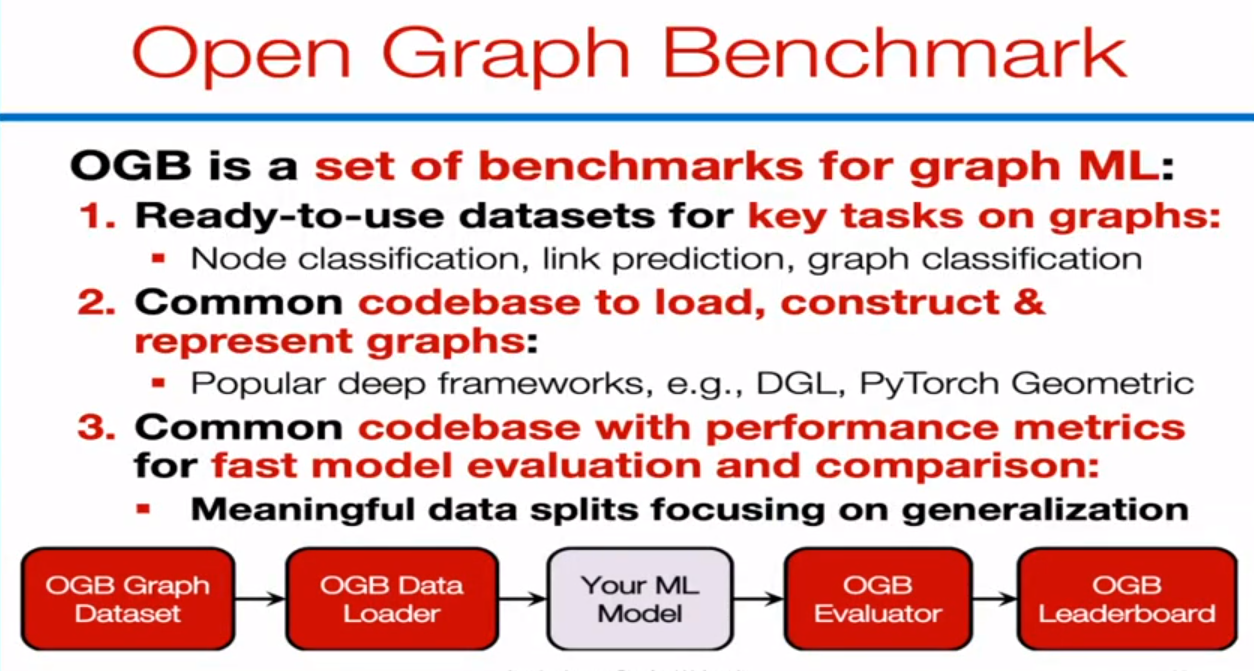 Open Graph Benchmark
OGB is a set of benchmarks for graph ML:
1. Ready-to-use datasets for key tasks on graphs:
▪ Node classification, link prediction, graph classification
2. Common codebase to load, construct &
represent graphs:
▪ Popular deep frameworks, e.g., DGL, PyTorch Geometric
3. Common codebase with performance metrics
for fast model evaluation and comparison:
▪ Meaningful data splits focusing on generalization
OGB Graph
Dataset
OGB Data
Loader
Your ML
Model
OGB
Evaluator
OGB
Leaderboard